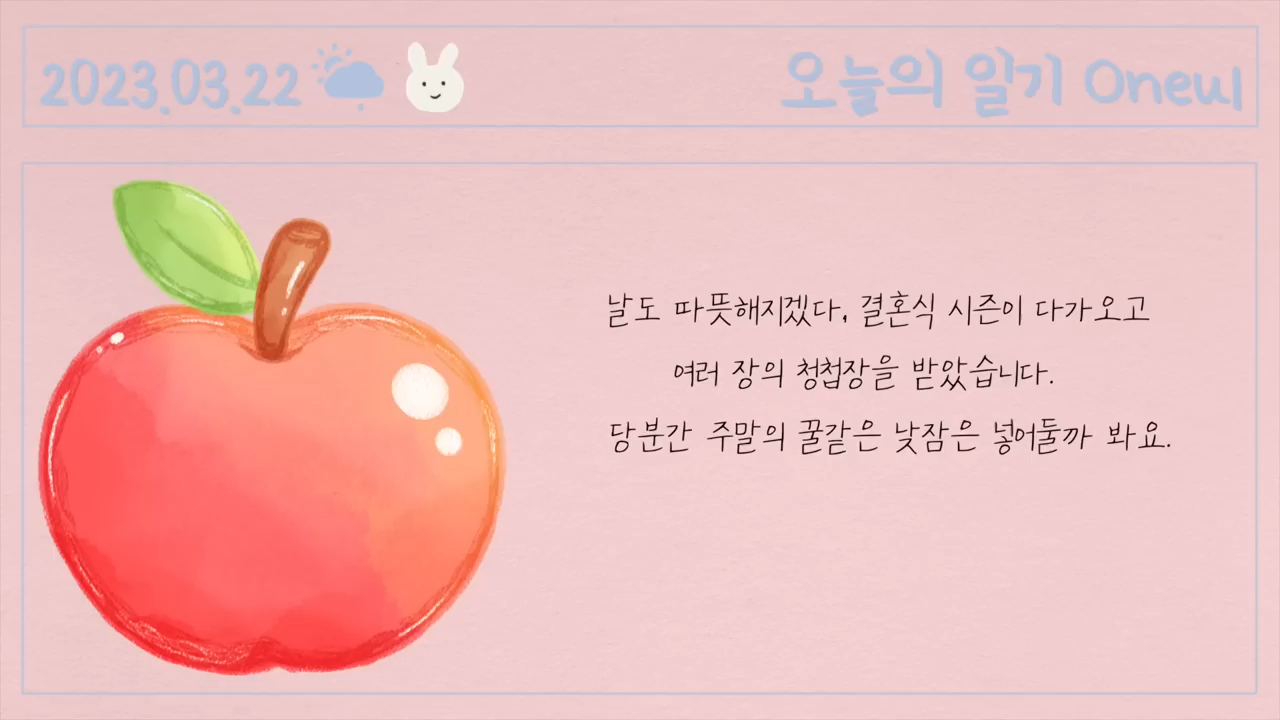 2023.03.22
오늘의 일기 Oneul
날도 따뜻해지겠다, 결혼식 시즌이 다가오고
여러 장의 청첩장을 받았습니다.
당분간 주말의 꿀같은 낮잠은 넣어둘까 봐요.